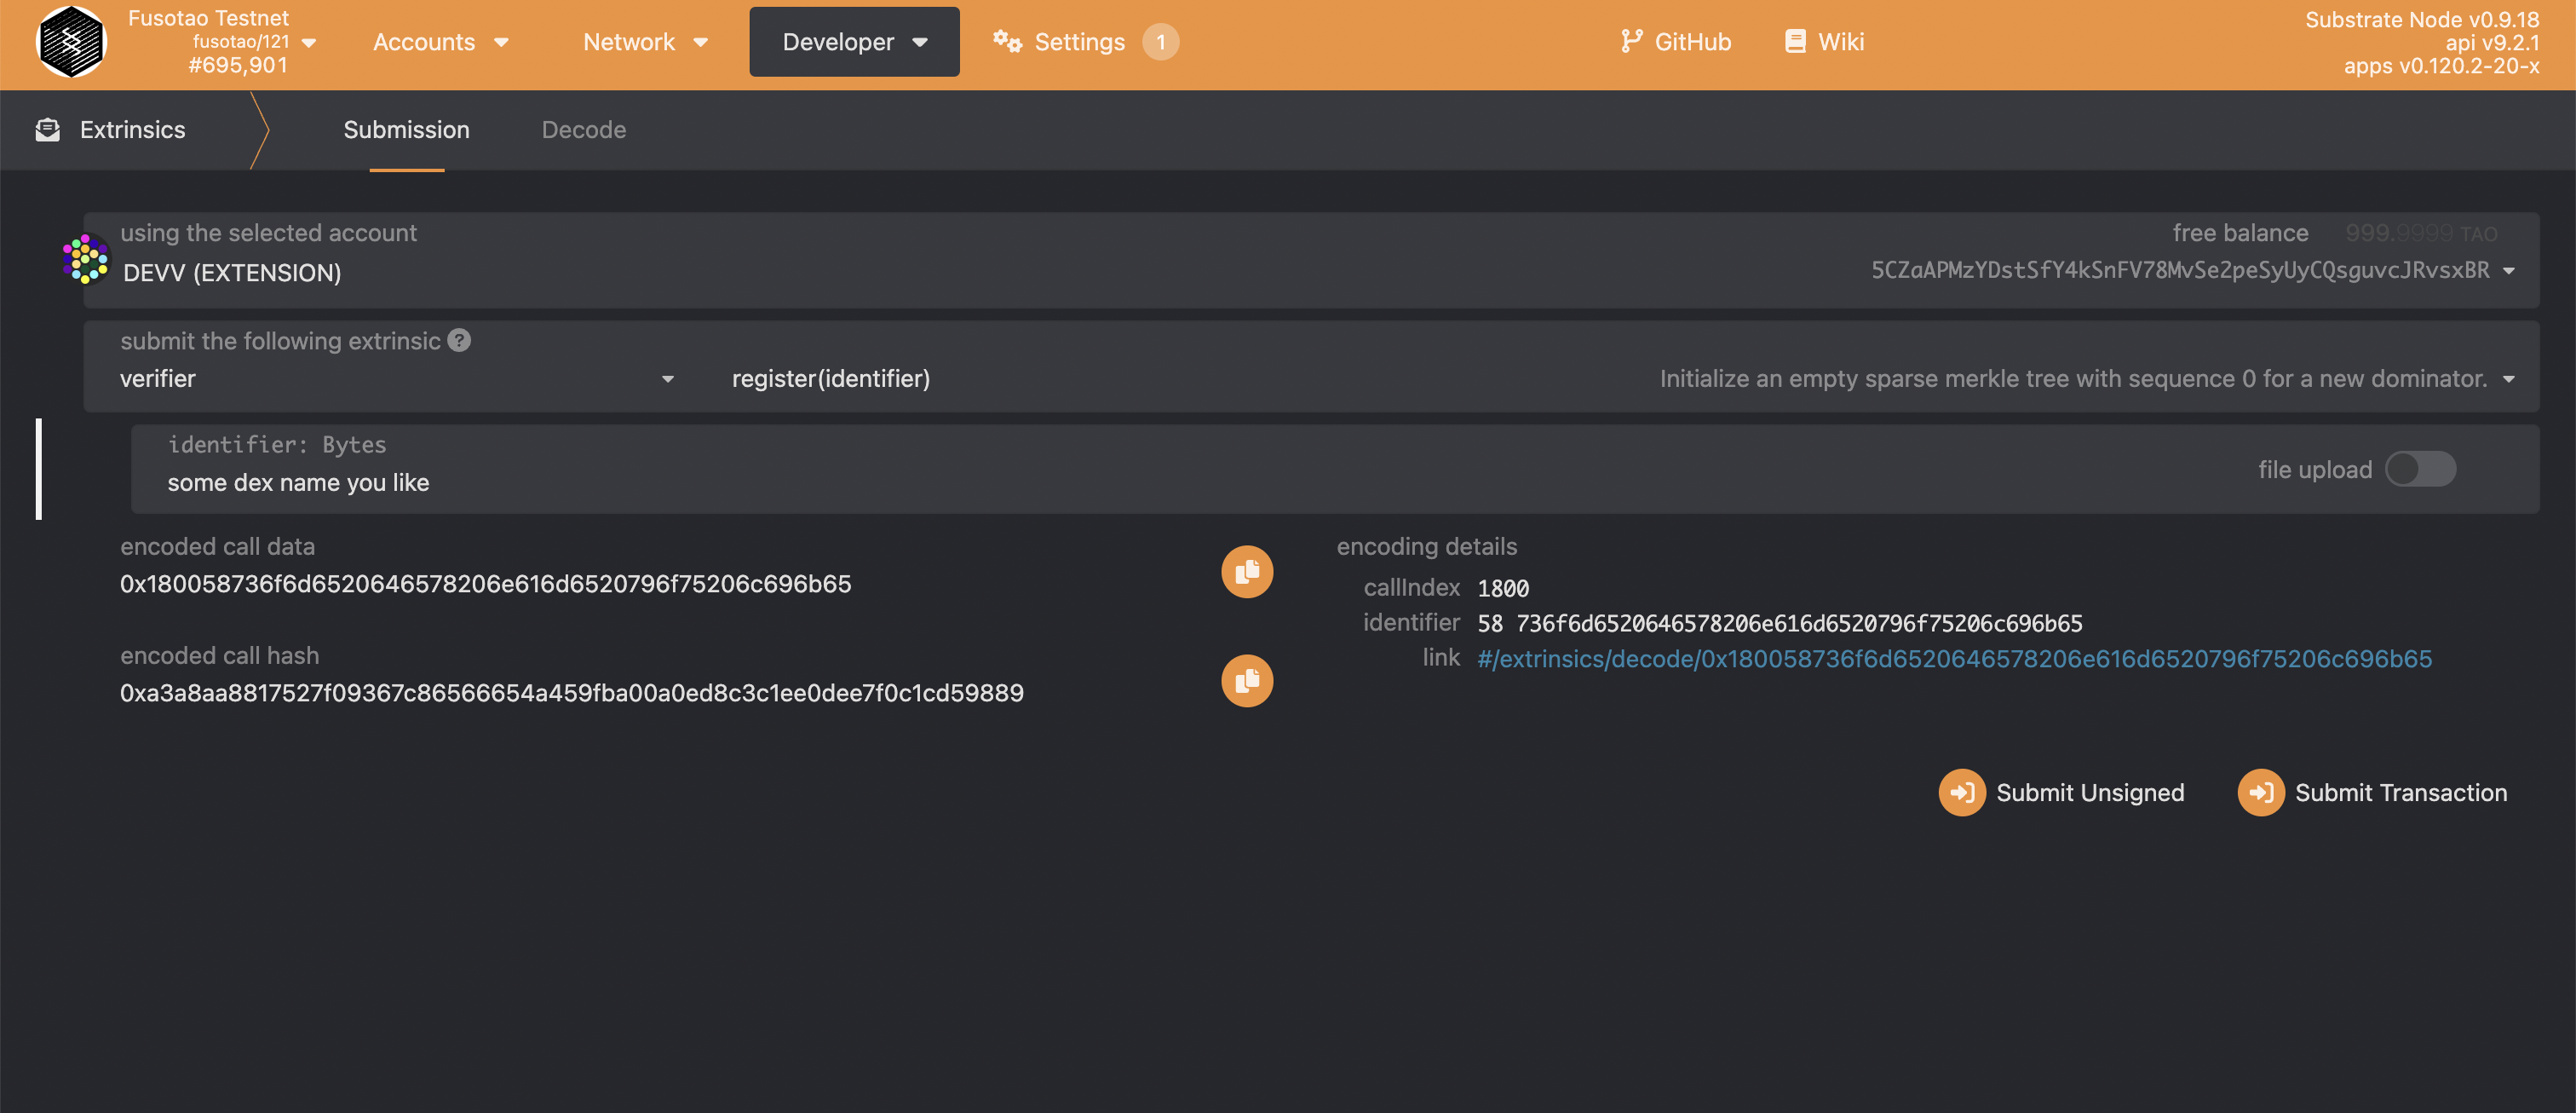 Fusotao Testnet
fusotao/121
#695,901
Accounts
Network
Developer
Settings 1
GitHub
Wiki
Substrate Node v0.9.18
api v9.2.1
apps v0.120.2-20-x
Extrinsics
Submission
Decode
using the selected account
DEVV (EXTENSION)
free balance 999.9999 TAO
5CZaAPMzYDstSfY4kSnFV78MvSe2peSyUyCQsguvcJRvsxBR
submit the following extrinsic ?
verifier
register(identifier)
Initialize an empty sparse merkle tree with sequence 0 for a new dominator.
identifier: Bytes
some dex name you like
file upload
encoded call data
0x180058736f6d6520646578206e616d6520796f75206c696b65
encoded call hash
0xa3a8aa8817527f09367c86566654a459fba00a0ed8c3c1ee0dee7f0c1cd59889
encoding details
callIndex 1800
identifier 58 736f6d6520646578206e616d6520796f75206c696b65
link #/extrinsics/decode/0x180058736f6d6520646578206e616d6520796f75206c696b65
Submit Unsigned
Submit Transaction